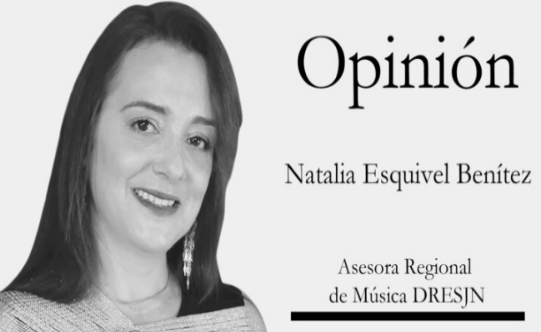 Opinión
Natalia Esquivel Benítez
Asesora Regional
de Música DRESJN